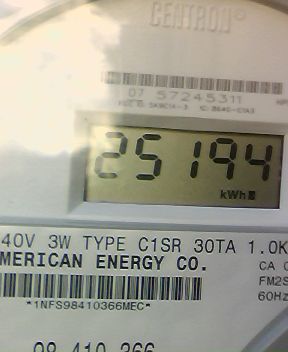 CENTRON®
07 57245311
25194
kWh
40V 3W TYPE C1SR 30TA 1.0K
MERICAN ENERGY CO.
CA 0
FM2S
60Hz
*1NFS98410366MEC*
98 410 366